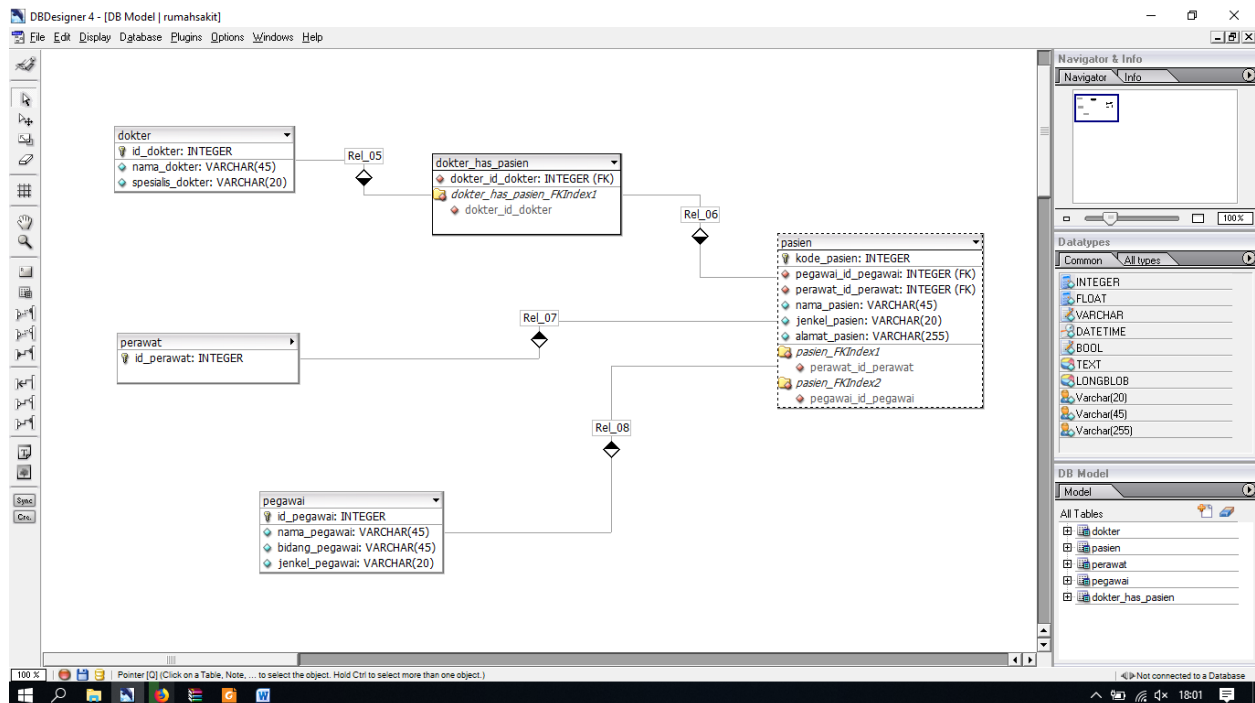 DBDesigner 4 - [DB Model | rumahsakit]
File Edit Display Database Plugins Options Windows Help
Navigator & Info
Navigator Info
100 %
dokter
id_dokter: INTEGER
nama_dokter: VARCHAR(45)
spesialis_dokter: VARCHAR(20)
Rel_05
dokter_has_pasien
dokter_id_dokter: INTEGER (FK)
dokter_has_pasien_FKIndex1
dokter_id_dokter
Rel_06
pasien
kode_pasien: INTEGER
pegawai_id_pegawai: INTEGER (FK)
perawat_id_perawat: INTEGER (FK)
nama_pasien: VARCHAR(45)
jenkel_pasien: VARCHAR(20)
alamat_pasien: VARCHAR(255)
pasien_FKIndex1
perawat_id_perawat
pasien_FKIndex2
pegawai_id_pegawai
Rel_07
perawat
id_perawat: INTEGER
Rel_08
pegawai
id_pegawai: INTEGER
nama_pegawai: VARCHAR(45)
bidang_pegawai: VARCHAR(45)
jenkel_pegawai: VARCHAR(20)
Datatypes
Common All types
INTEGER
FLOAT
VARCHAR
DATETIME
BOOL
TEXT
LONGBLOB
Varchar(20)
Varchar(45)
Varchar(255)
DB Model
Model
All Tables
dokter
pasien
perawat
pegawai
dokter_has_pasien
Sync
Cre.
100 %
Pointer [Q] (Click on a Table, Note, ... to select the object. Hold Ctrl to select more than one object.)
Not connected to a Database
18:01